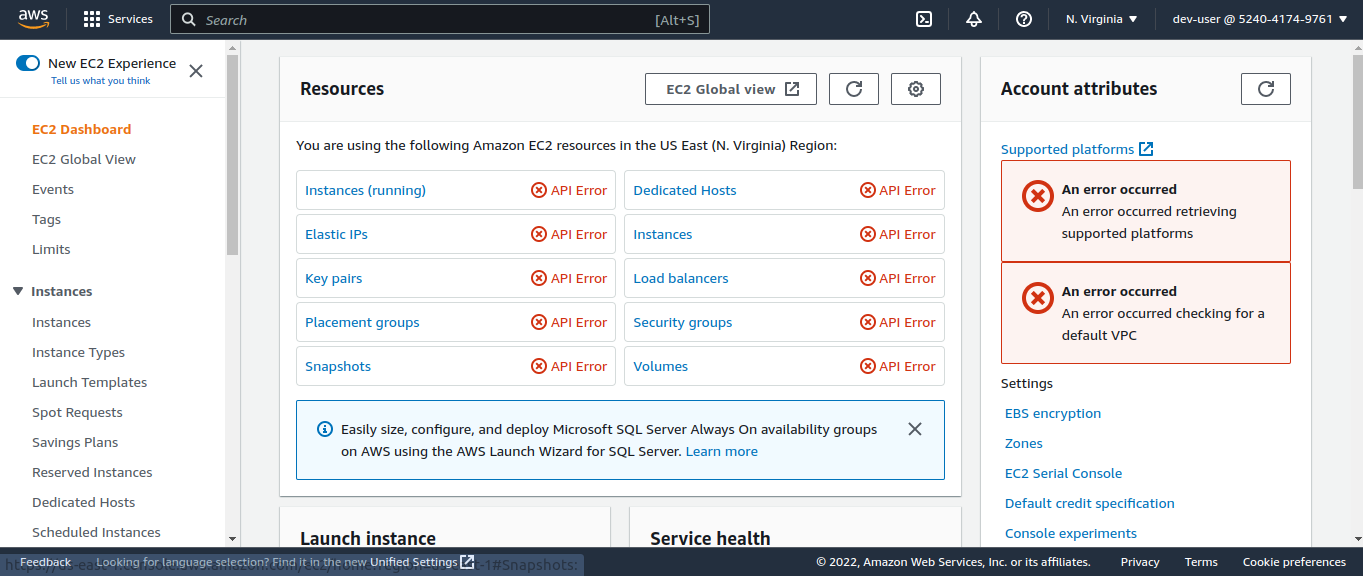 aws
Services
Search
[Alt+S]
N. Virginia
dev-user @ 5240-4174-9761
New EC2 Experience
Tell us what you think
EC2 Dashboard
EC2 Global View
Events
Tags
Limits
Instances
Instances
Instance Types
Launch Templates
Spot Requests
Savings Plans
Reserved Instances
Dedicated Hosts
Scheduled Instances
Resources
EC2 Global view
You are using the following Amazon EC2 resources in the US East (N. Virginia) Region:
Instances (running) API Error
Dedicated Hosts API Error
Elastic IPs API Error
Instances API Error
Key pairs API Error
Load balancers API Error
Placement groups API Error
Security groups API Error
Snapshots API Error
Volumes API Error
Easily size, configure, and deploy Microsoft SQL Server Always On availability groups
on AWS using the AWS Launch Wizard for SQL Server. Learn more
Launch instance
Service health
Account attributes
Supported platforms
An error occurred
An error occurred retrieving
supported platforms
An error occurred
An error occurred checking for a
default VPC
Settings
EBS encryption
Zones
EC2 Serial Console
Default credit specification
Console experiments
Feedback
Looking for language selection? Find it in the new Unified Settings
© 2022, Amazon Web Services, Inc. or its affiliates.
Privacy
Terms
Cookie preferences